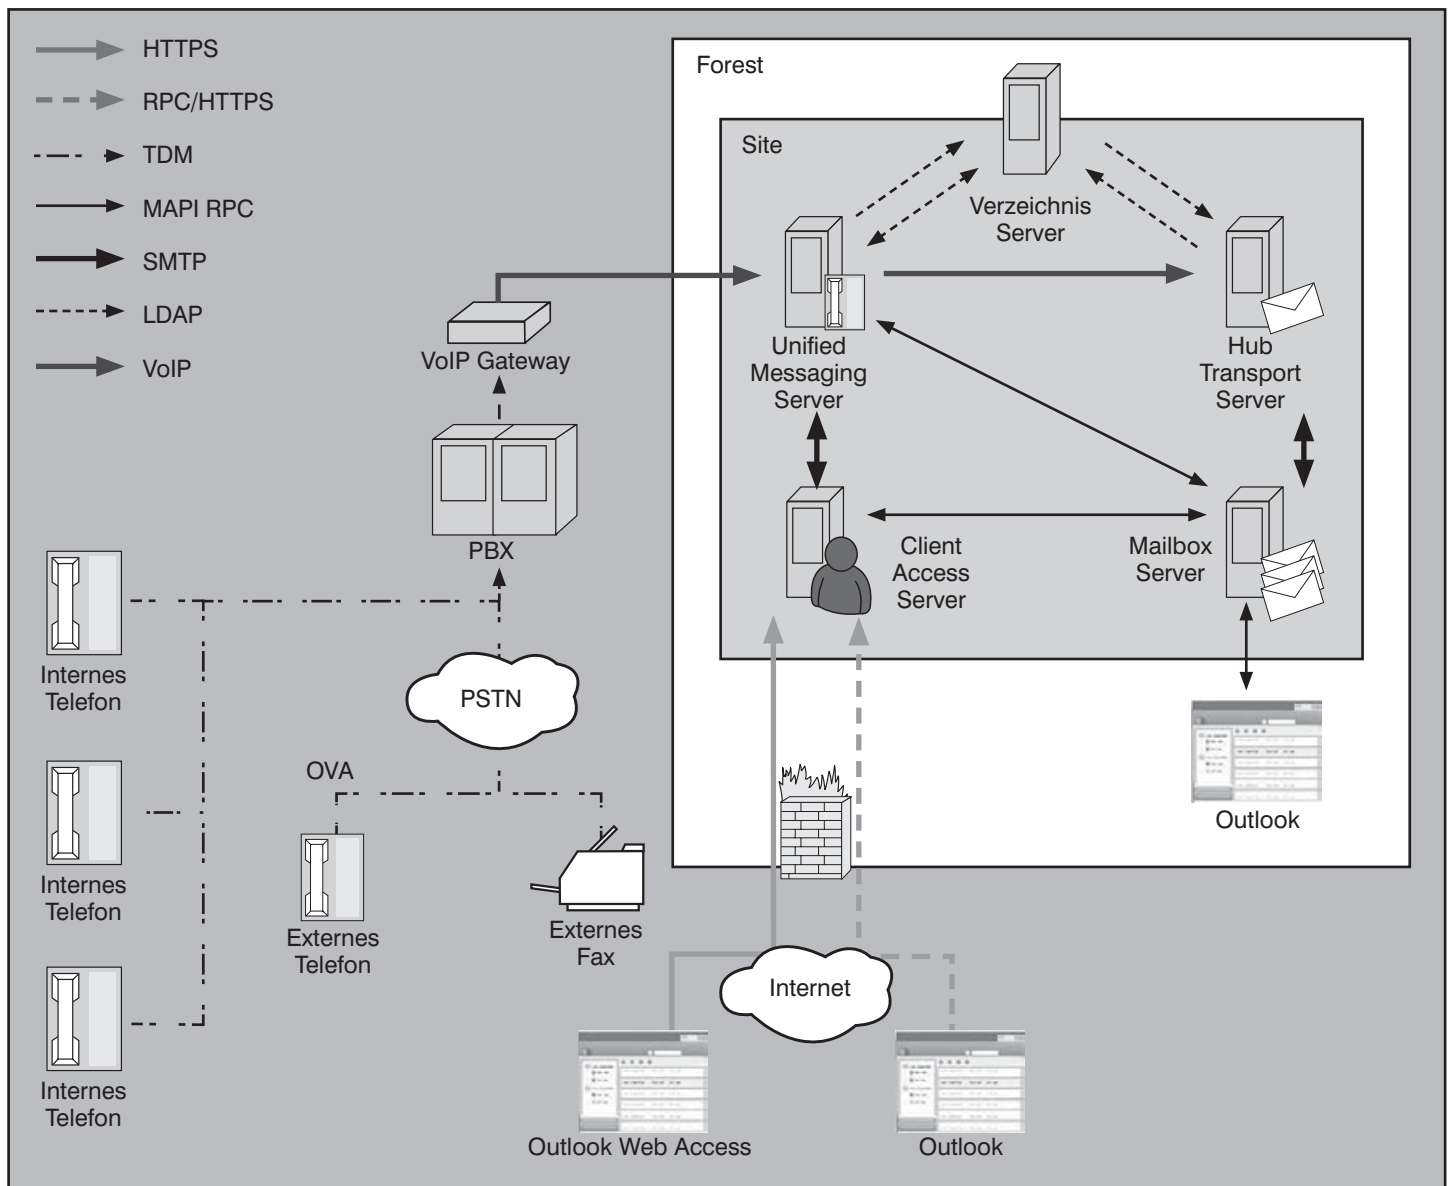 HTTPS
RPC/HTTPS
TDM
MAPI RPC
SMTP
LDAP
VoIP
Forest
Site
Verzeichnis
Server
Unified
Messaging
Server
Hub
Transport
Server
VoIP Gateway
PBX
Client
Access
Server
Mailbox
Server
Internes
Telefon
PSTN
OVA
Internes
Telefon
Externes
Telefon
Externes
Fax
Outlook
Internet
Internes
Telefon
Outlook Web Access
Outlook